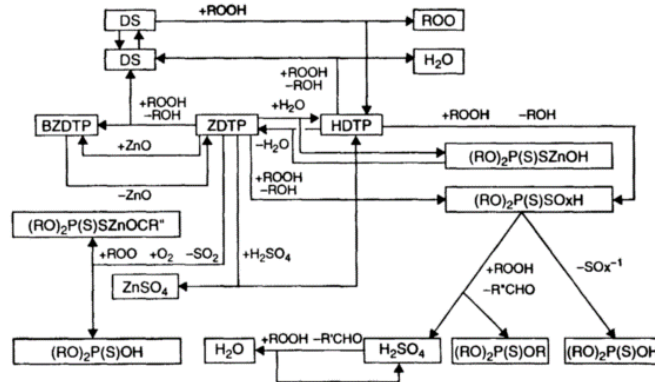 DS +ROOH ROO
DS +ROOH H₂O
-ROH
+ROOH +H₂O +ROOH -ROH
-ROH
BZDTP ZDTP HDTP
+ZnO -H₂O (RO)₂P(S)SZnOH
+ROOH
-ROH
-ZnO (RO)₂P(S)SOxH
(RO)₂P(S)SZnOCR"
+ROO +O₂ -SO₂ +H₂SO₄ +ROOH -SOx⁻¹
-R"CHO
ZnSO₄
+ROOH -R'CHO
(RO)₂P(S)OH H₂O H₂SO₄ (RO)₂P(S)OR (RO)₂P(S)OH